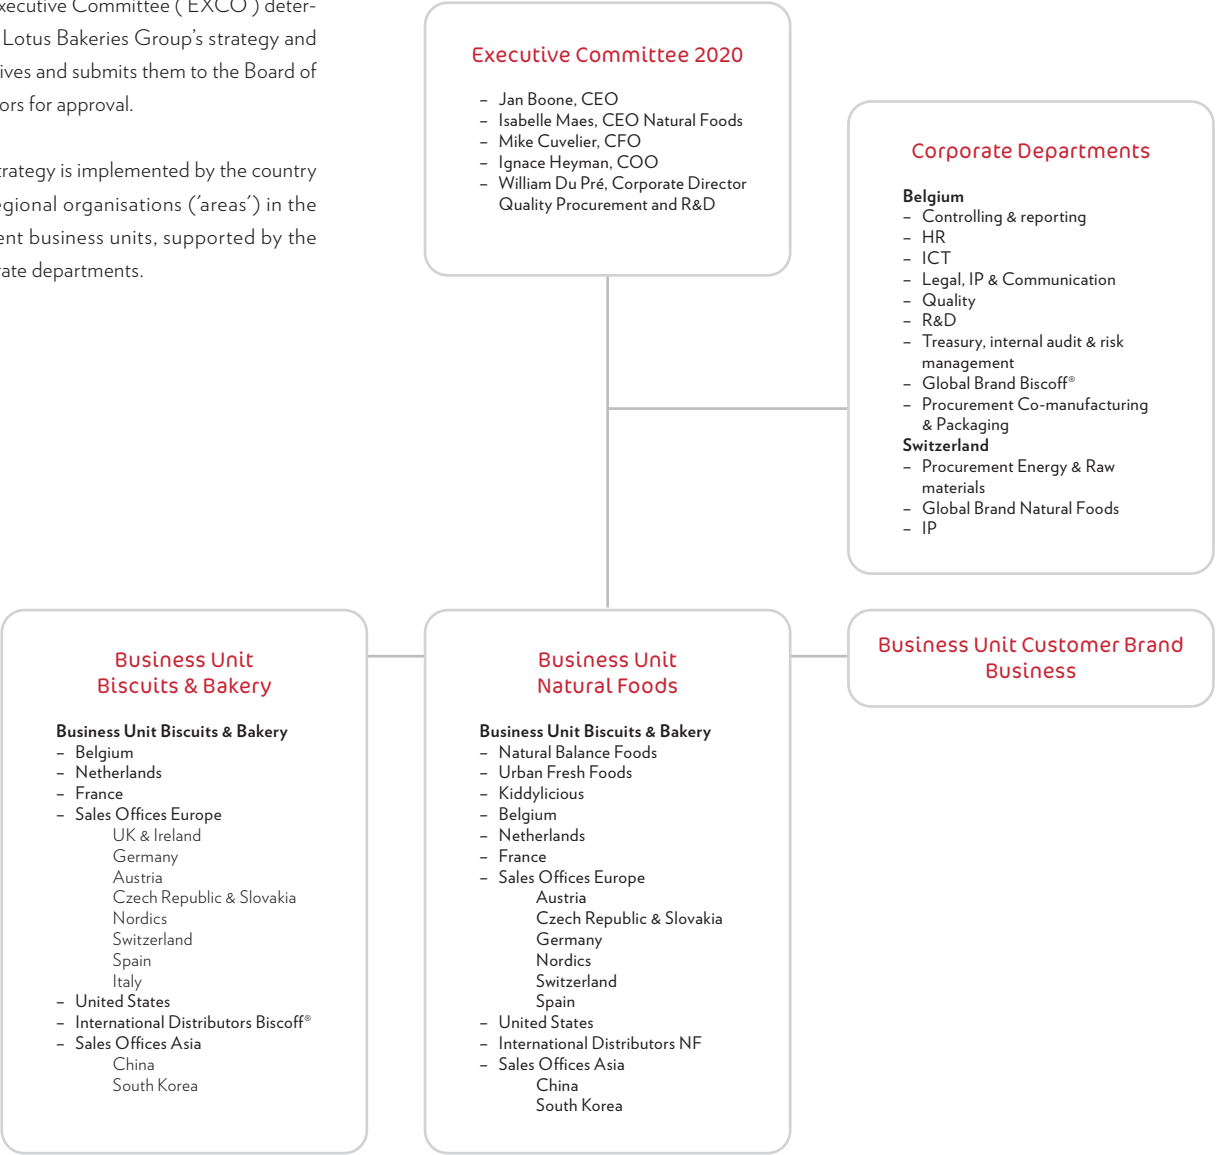 xecutive Committee ('EXCO') deter-
Lotus Bakeries Group's strategy and
ives and submits them to the Board of
ors for approval.
trategy is implemented by the country
egional organisations ('areas') in the
ent business units, supported by the
rate departments.
Executive Committee 2020
– Jan Boone, CEO
– Isabelle Maes, CEO Natural Foods
– Mike Cuvelier, CFO
– Ignace Heyman, COO
– William Du Pré, Corporate Director
Quality Procurement and R&D
Corporate Departments
Belgium
– Controlling & reporting
– HR
– ICT
– Legal, IP & Communication
– Quality
– R&D
– Treasury, internal audit & risk
management
– Global Brand Biscoff®
– Procurement Co-manufacturing
& Packaging
Switzerland
– Procurement Energy & Raw
materials
– Global Brand Natural Foods
– IP
Business Unit
Biscuits & Bakery
Business Unit Biscuits & Bakery
– Belgium
– Netherlands
– France
– Sales Offices Europe
UK & Ireland
Germany
Austria
Czech Republic & Slovakia
Nordics
Switzerland
Spain
Italy
– United States
– International Distributors Biscoff®
– Sales Offices Asia
China
South Korea
Business Unit
Natural Foods
Business Unit Biscuits & Bakery
– Natural Balance Foods
– Urban Fresh Foods
– Kiddylicious
– Belgium
– Netherlands
– France
– Sales Offices Europe
Austria
Czech Republic & Slovakia
Germany
Nordics
Switzerland
Spain
– United States
– International Distributors NF
– Sales Offices Asia
China
South Korea
Business Unit Customer Brand
Business